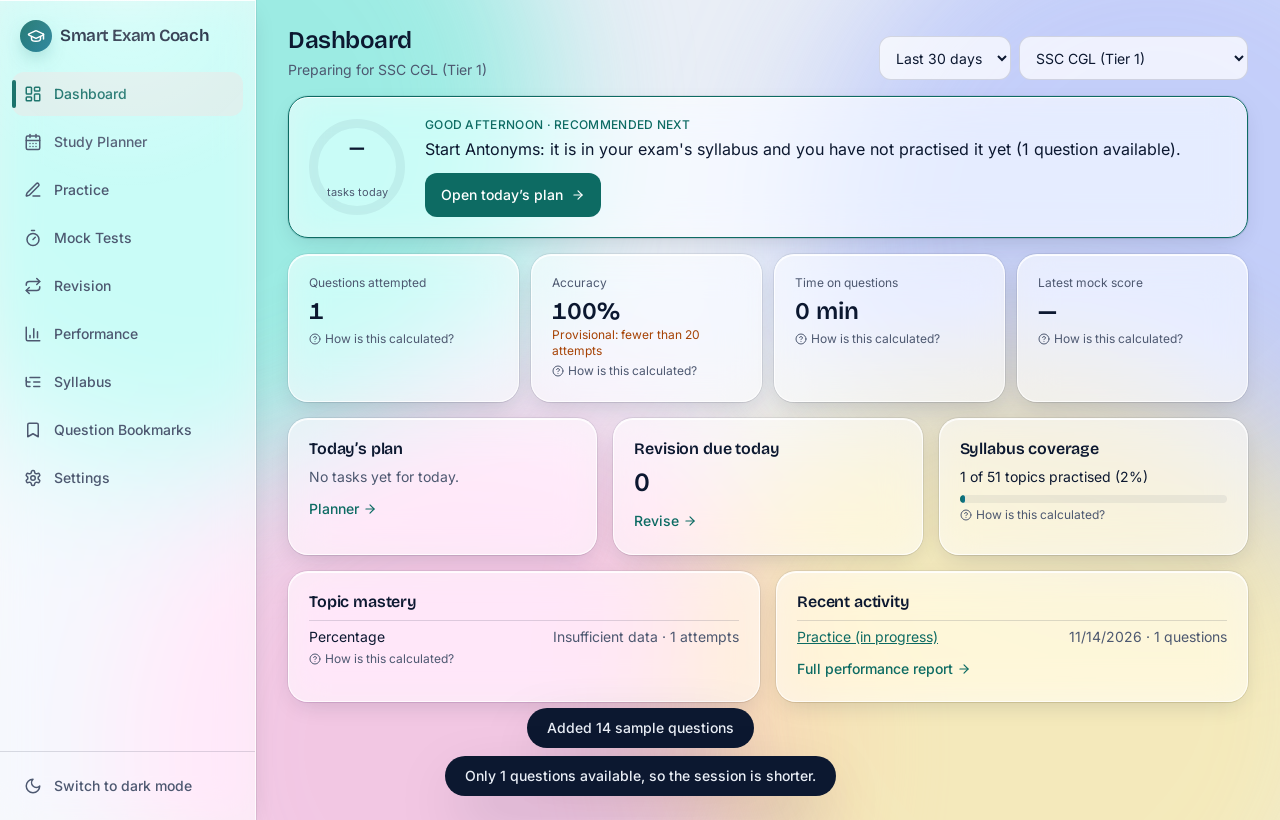 Smart Exam Coach
Dashboard
Study Planner
Practice
Mock Tests
Revision
Performance
Syllabus
Question Bookmarks
Settings
Switch to dark mode
Dashboard
Preparing for SSC CGL (Tier 1)
Last 30 days
SSC CGL (Tier 1)
–
tasks today
GOOD AFTERNOON · RECOMMENDED NEXT
Start Antonyms: it is in your exam's syllabus and you have not practised it yet (1 question available).
Open today’s plan →
Questions attempted
1
How is this calculated?
Accuracy
100%
Provisional: fewer than 20
attempts
How is this calculated?
Time on questions
0 min
How is this calculated?
Latest mock score
—
How is this calculated?
Today’s plan
No tasks yet for today.
Planner →
Revision due today
0
Revise →
Syllabus coverage
1 of 51 topics practised (2%)
How is this calculated?
Topic mastery
Percentage Insufficient data · 1 attempts
How is this calculated?
Recent activity
Practice (in progress) 11/14/2026 · 1 questions
Full performance report →
Added 14 sample questions
Only 1 questions available, so the session is shorter.